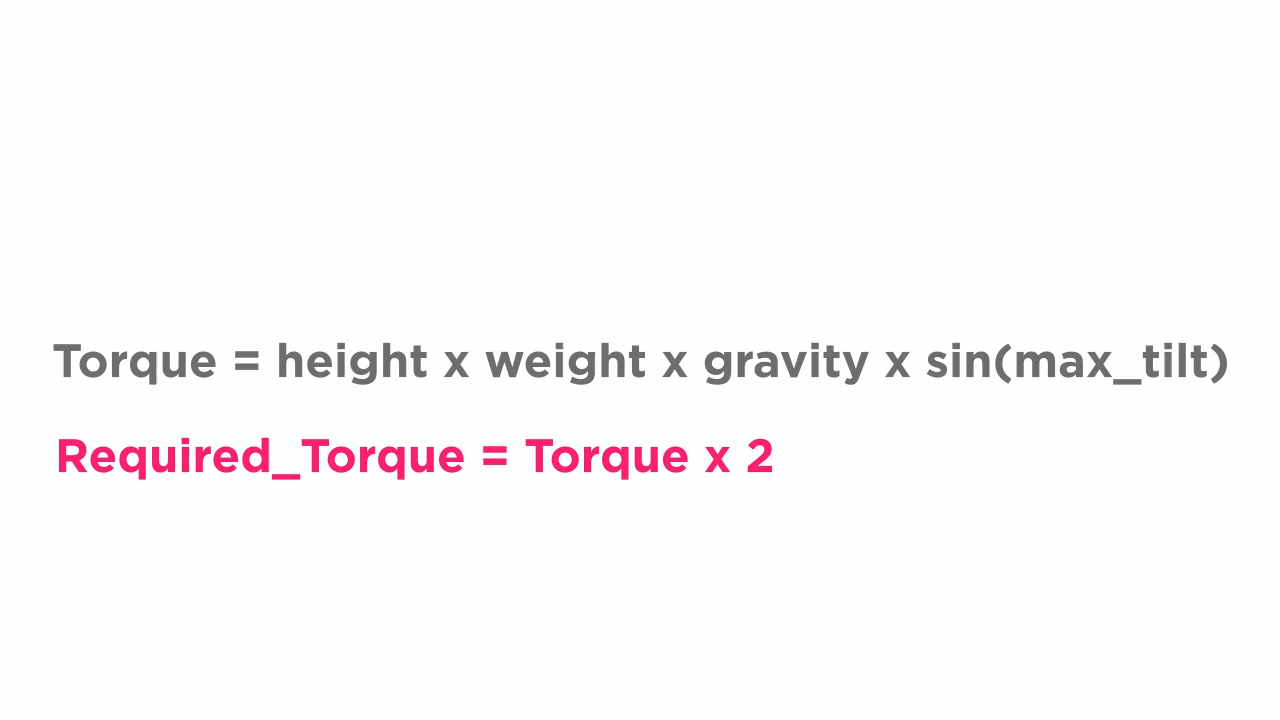 Torque = height x weight x gravity x sin(max_tilt)
Required_Torque = Torque x 2